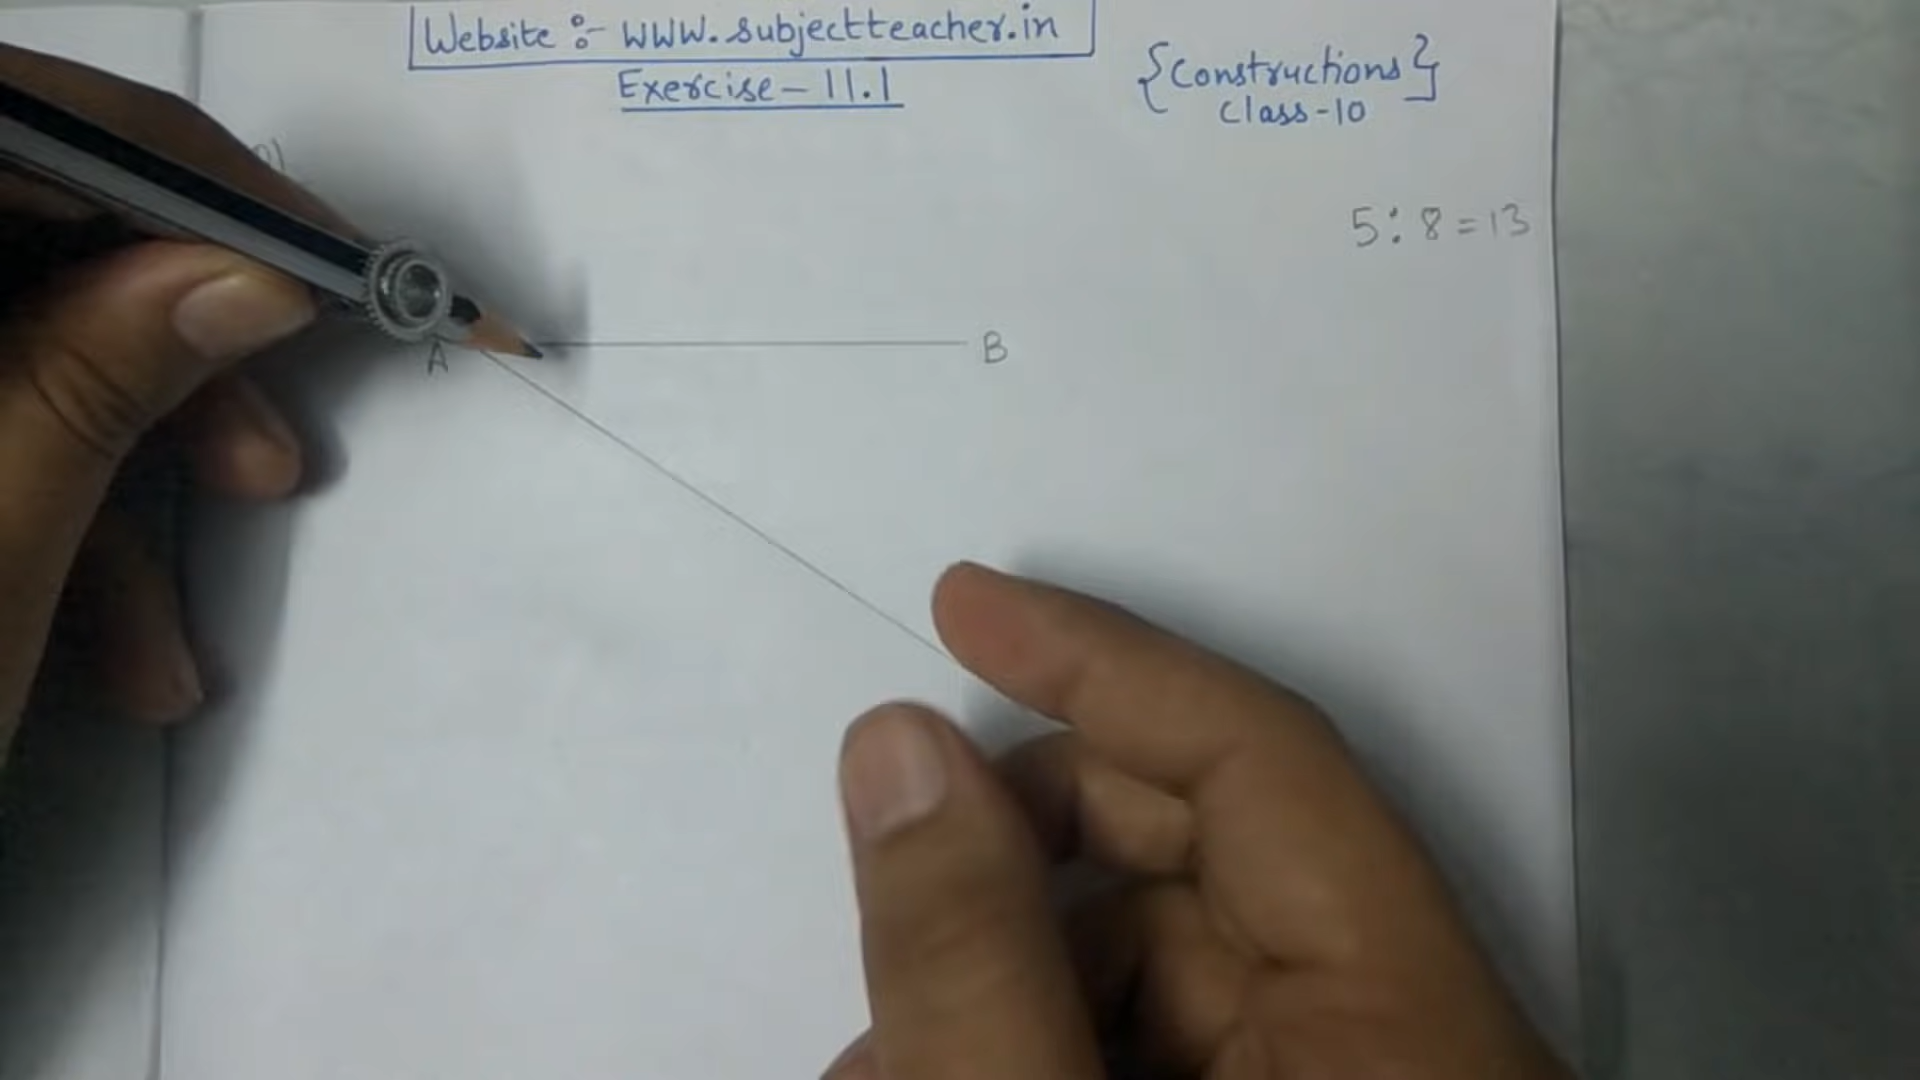 Website :- www.subjectteacher.in
Exercise - 11.1
{Constructions}
Class-10
5:8=13
A
B